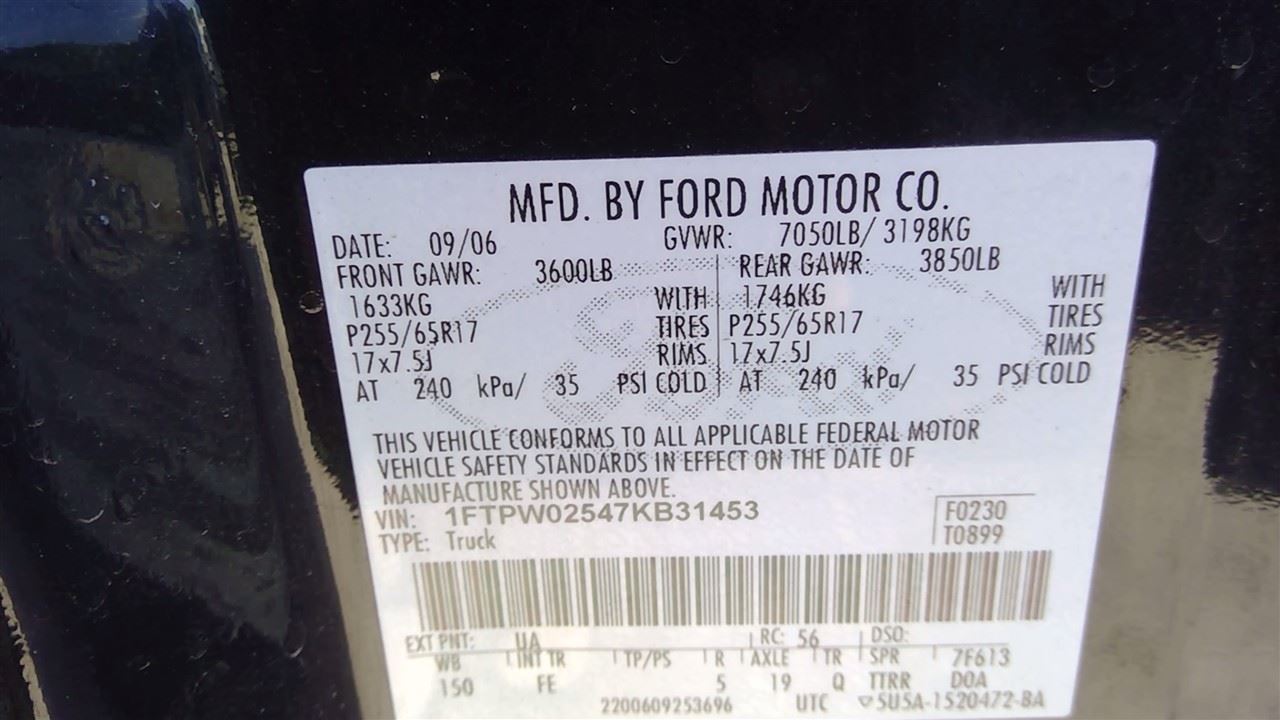 MFD. BY FORD MOTOR CO.
DATE: 09/06 GVWR: 7050LB/ 3198KG
FRONT GAWR: 3600LB REAR GAWR: 3850LB
1633KG WITH 1746KG WITH
P255/65R17 TIRES P255/65R17 TIRES
17x7.5J RIMS 17x7.5J RIMS
AT 240 kPa/ 35 PSI COLD AT 240 kPa/ 35 PSI COLD
THIS VEHICLE CONFORMS TO ALL APPLICABLE FEDERAL MOTOR
VEHICLE SAFETY STANDARDS IN EFFECT ON THE DATE OF
MANUFACTURE SHOWN ABOVE.
VIN: 1FTPW02547KB31453 F0230
TYPE: Truck T0899
EXT PNT: UA RC: 56 DSO:
WB INT TR TP/PS R AXLE TR SPR 7F613
150 FE 5 19 Q TTRR DOA
2200609253696 UTC 5U5A-1520472-BA